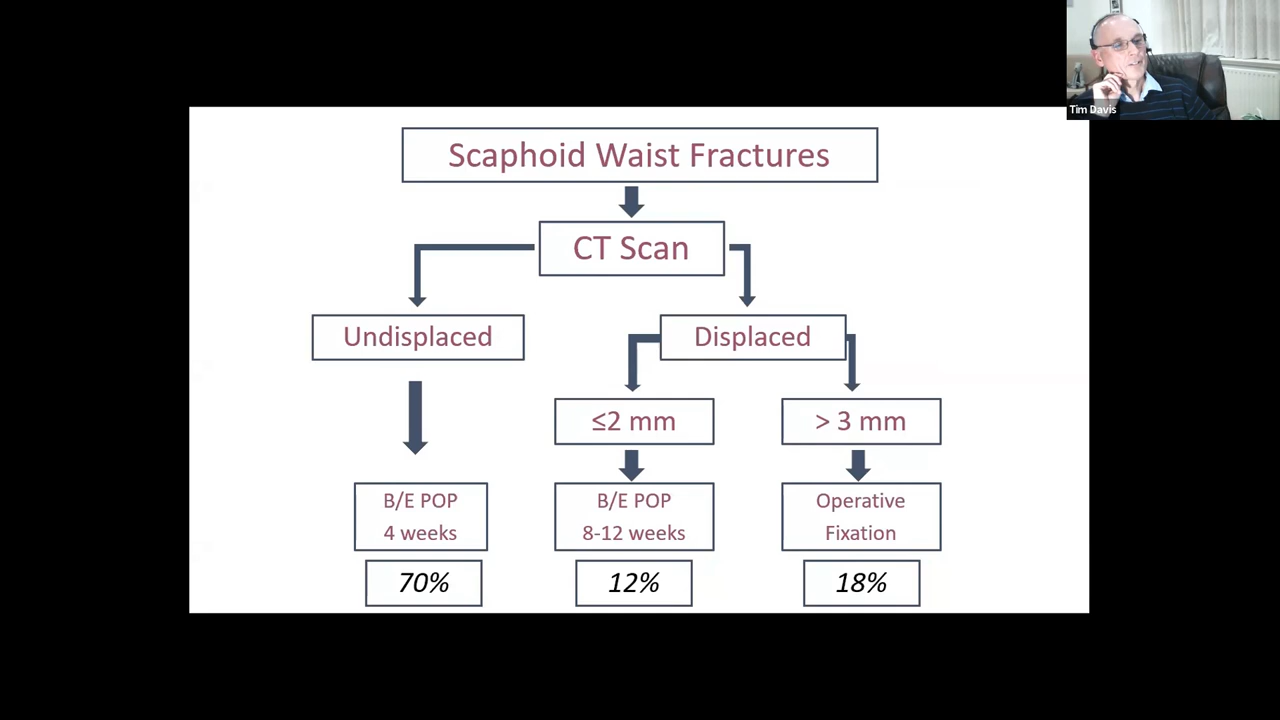 Tim Davis
Scaphoid Waist Fractures
CT Scan
Undisplaced
Displaced
≤2 mm
> 3 mm
B/E POP
4 weeks
B/E POP
8-12 weeks
Operative
Fixation
70%
12%
18%